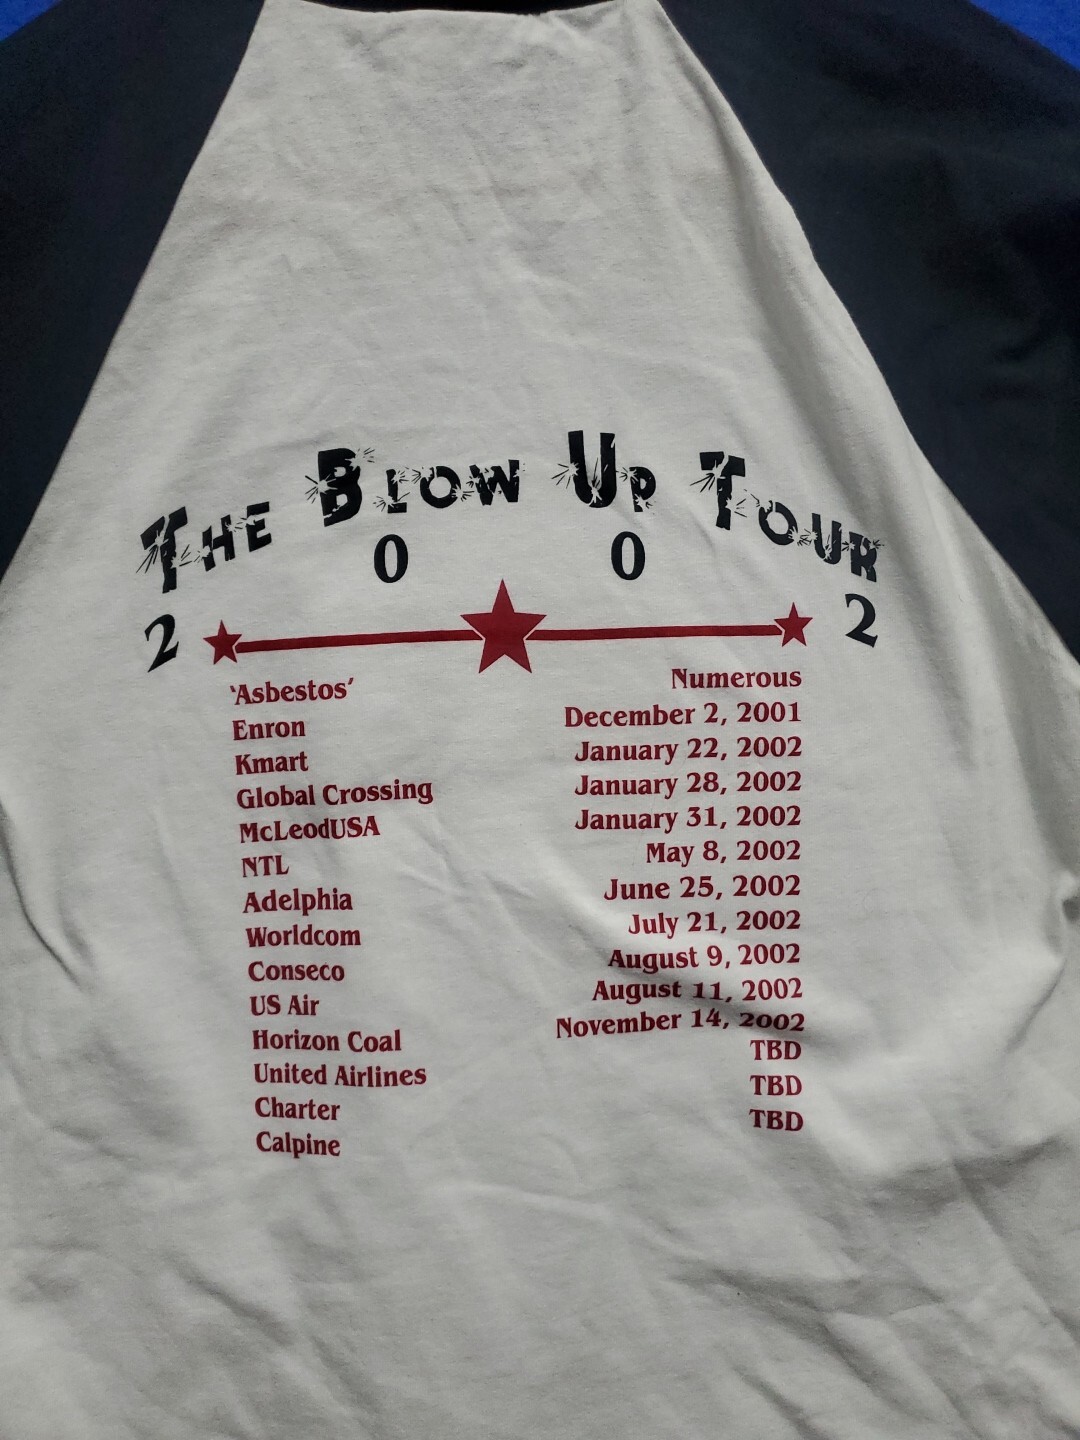 The Blow Up Tour
2 0 0 2
'Asbestos' Numerous
Enron December 2, 2001
Kmart January 22, 2002
Global Crossing January 28, 2002
McLeodUSA January 31, 2002
NTL May 8, 2002
Adelphia June 25, 2002
Worldcom July 21, 2002
Conseco August 9, 2002
US Air August 11, 2002
Horizon Coal November 14, 2002
United Airlines TBD
Charter TBD
Calpine TBD